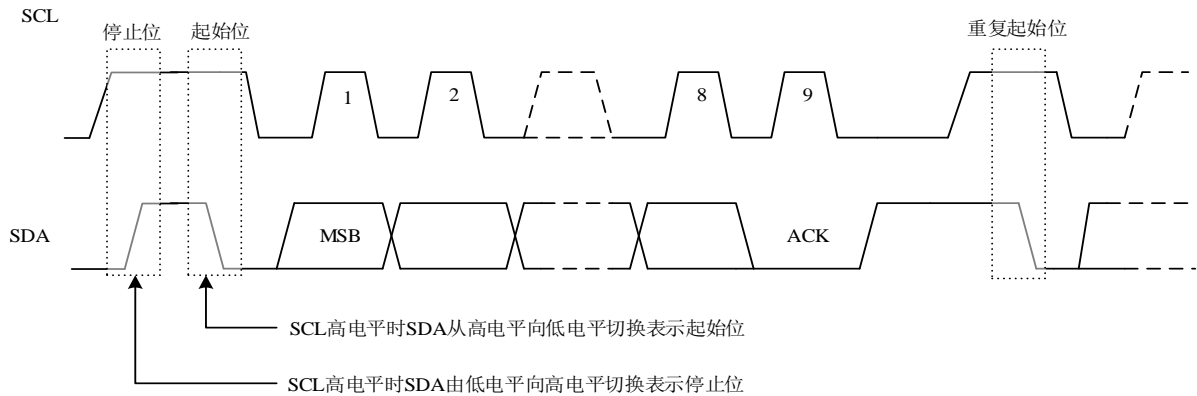 SCL
停止位
起始位
重复起始位
1
2
8
9
SDA
MSB
ACK
SCL高电平时SDA从高电平向低电平切换表示起始位
SCL高电平时SDA由低电平向高电平切换表示停止位